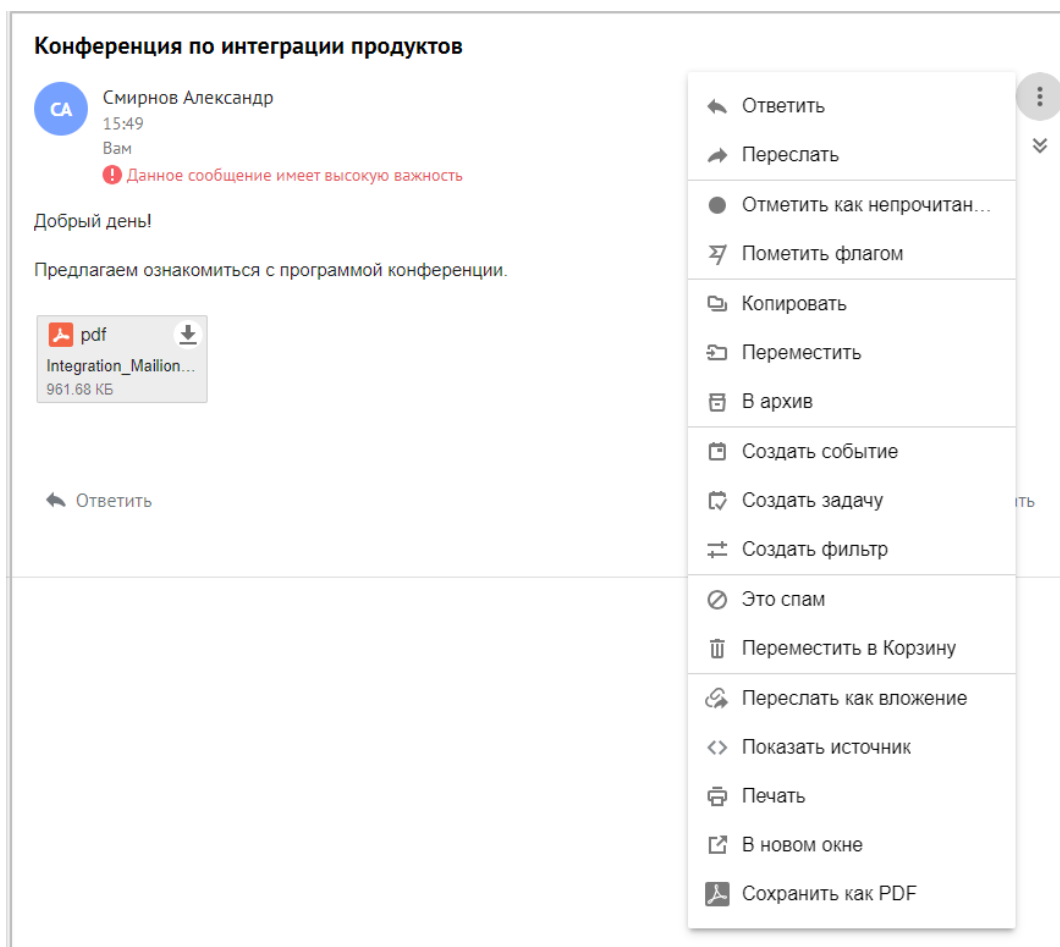 Конференция по интеграции продуктов
СА
Смирнов Александр
15:49
Вам
Данное сообщение имеет высокую важность
Добрый день!
Предлагаем ознакомиться с программой конференции.
pdf
Integration_Mailion...
961.68 КБ
Ответить
Ответить
Переслать
Отметить как непрочитан...
Пометить флагом
Копировать
Переместить
В архив
Создать событие
Создать задачу
Создать фильтр
Это спам
Переместить в Корзину
Переслать как вложение
Показать источник
Печать
В новом окне
Сохранить как PDF